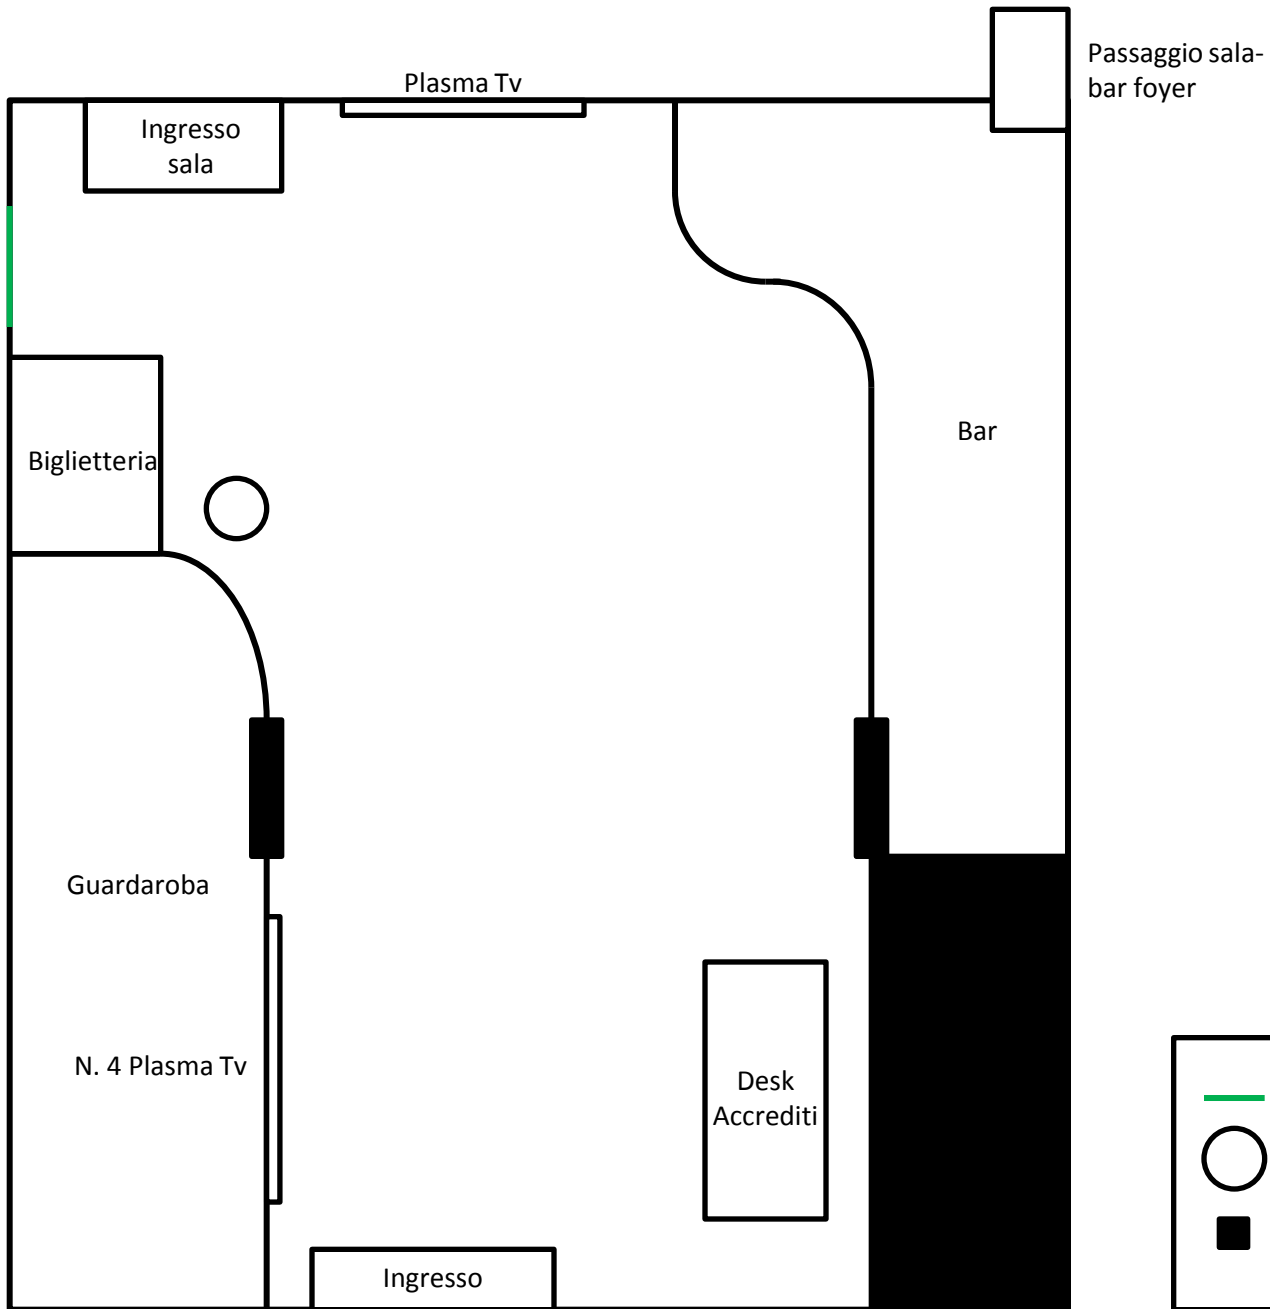 Passaggio sala-
bar foyer
Plasma Tv
Ingresso
sala
Bar
Biglietteria
Guardaroba
N. 4 Plasma Tv
Desk
Accrediti
Ingresso